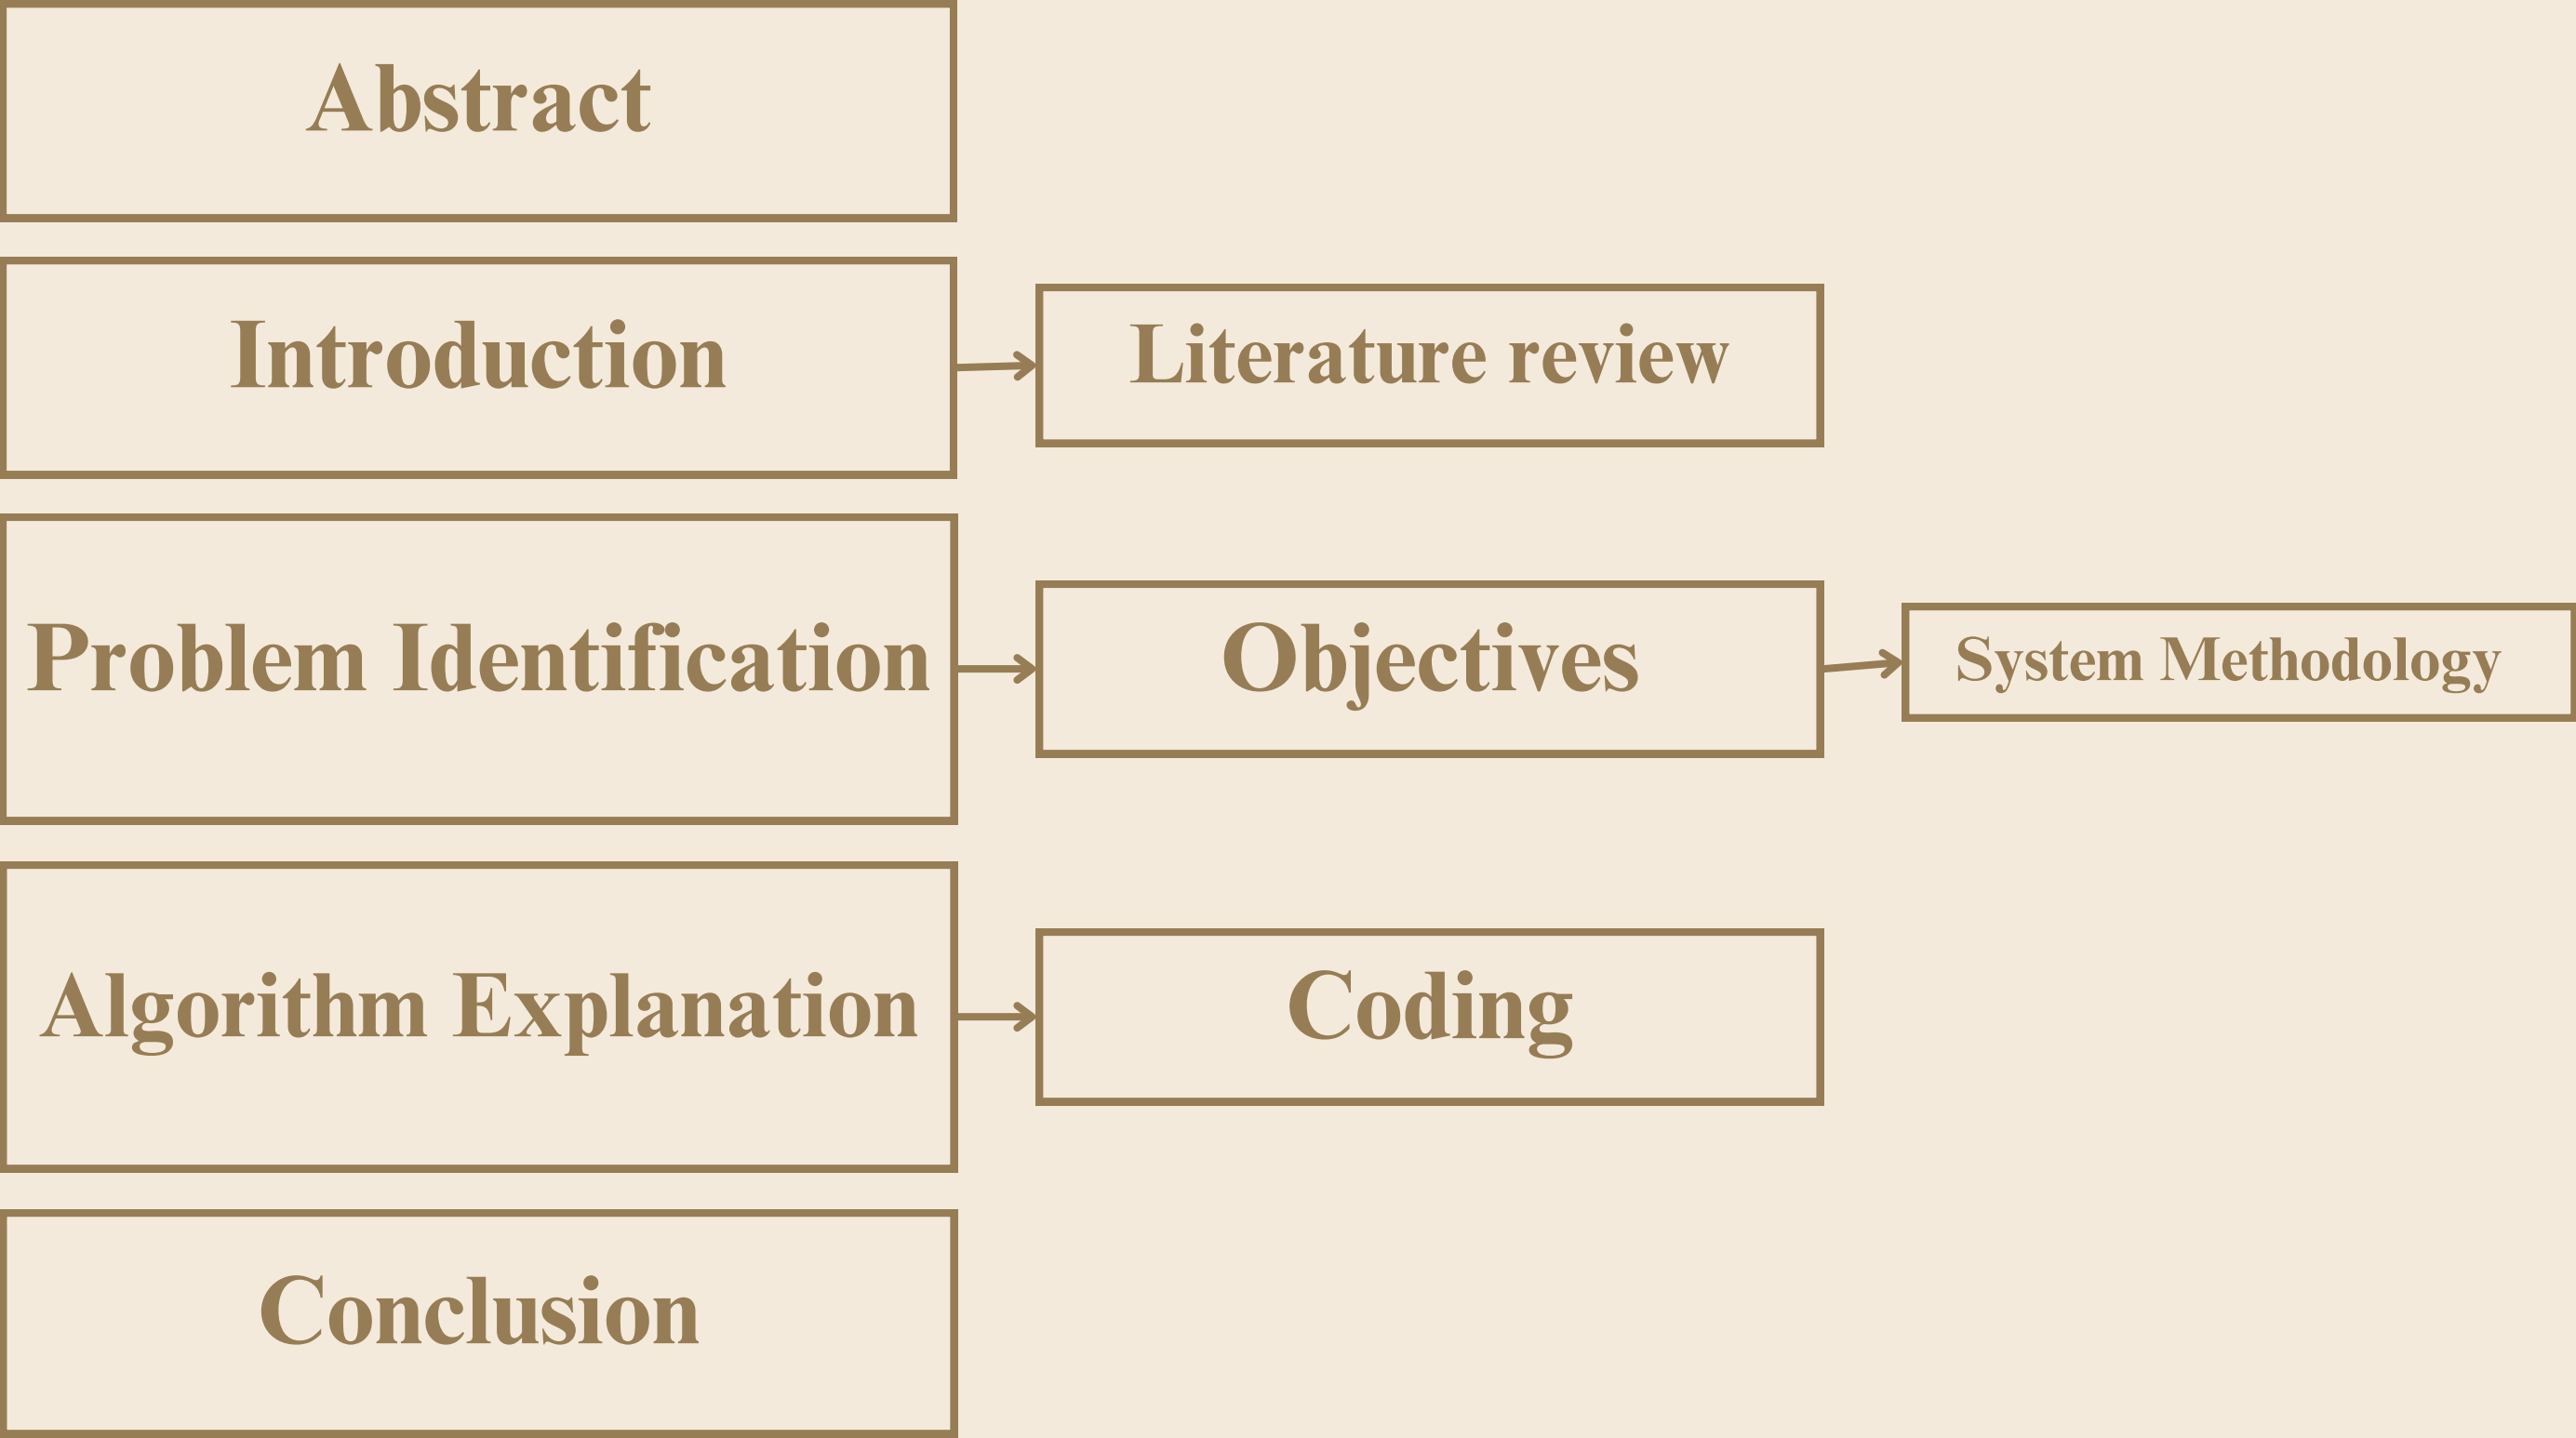 Abstract
Introduction
Literature review
Problem Identification
Objectives
System Methodology
Algorithm Explanation
Coding
Conclusion